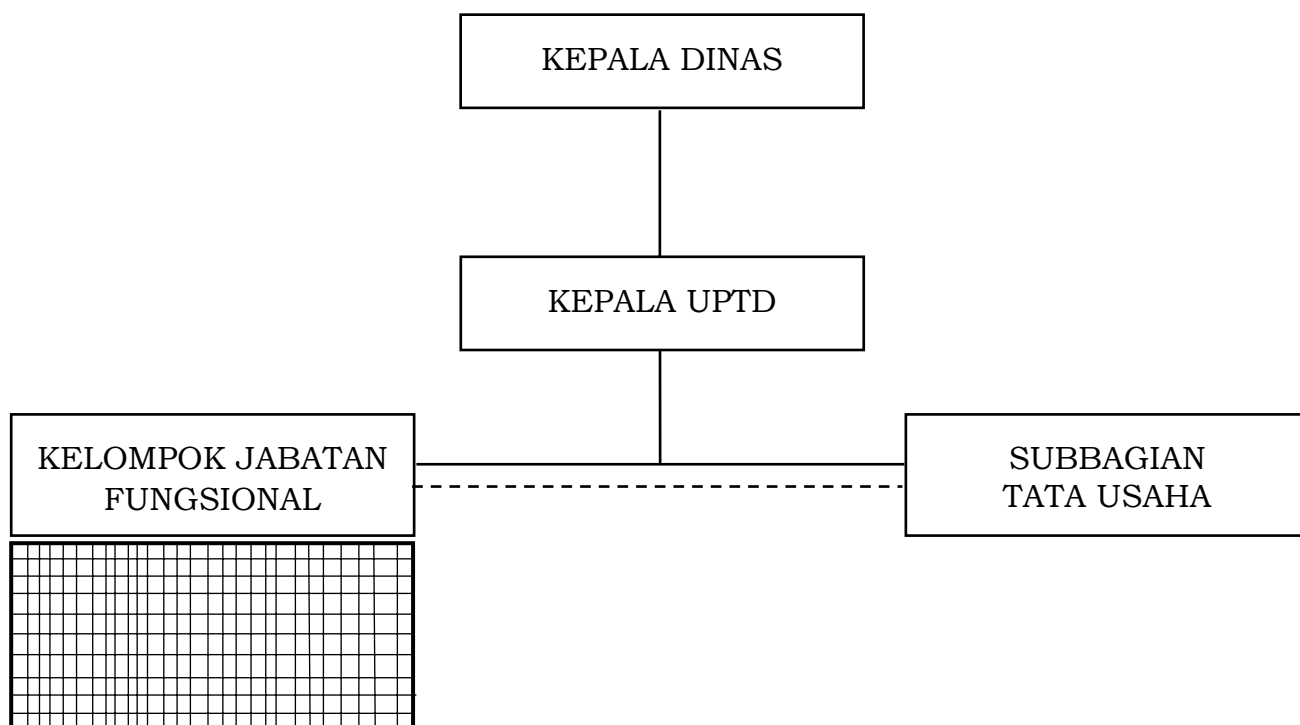 KEPALA DINAS
KEPALA UPTD
KELOMPOK JABATAN
FUNGSIONAL
SUBBAGIAN
TATA USAHA